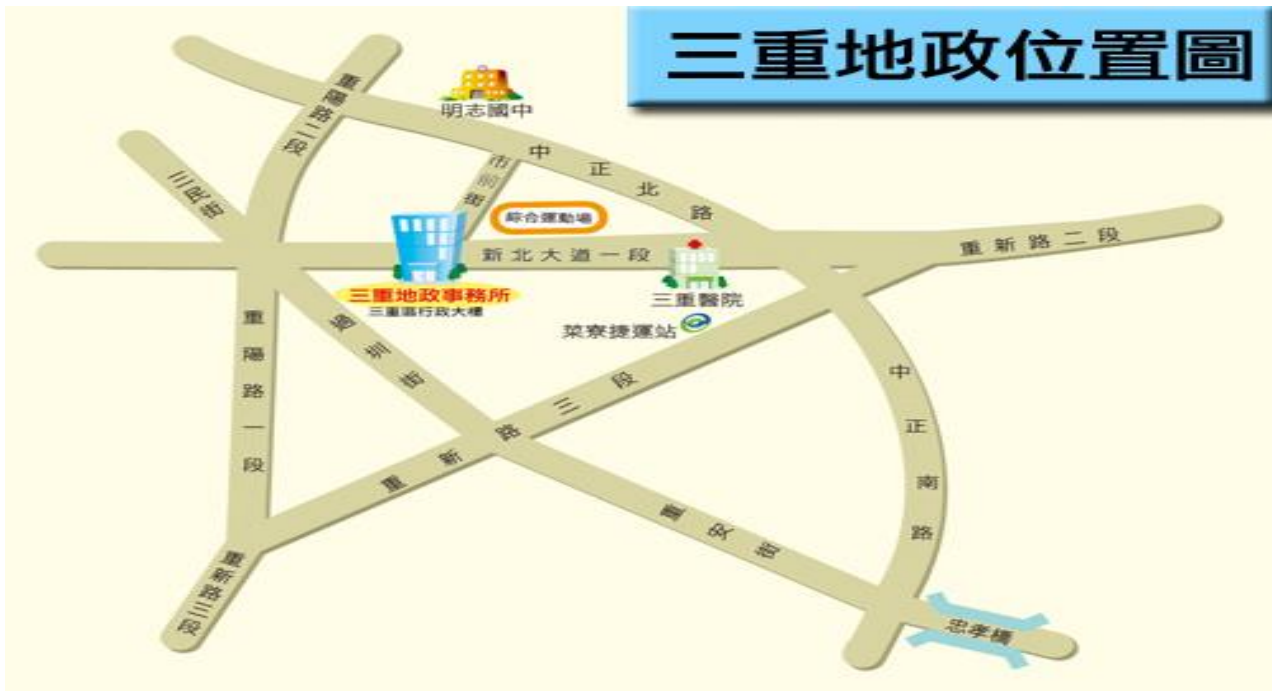 三重地政位置圖
明志國中
重陽路二段
中正北路
市前街
三民街
綜合運動場
新北大道一段
重新路二段
三重地政事務所
三重區行政大樓
三重醫院
菜寮捷運站
重陽路一段
過圳街
重新路三段
中正南路
重安街
重新路三段
忠孝橋